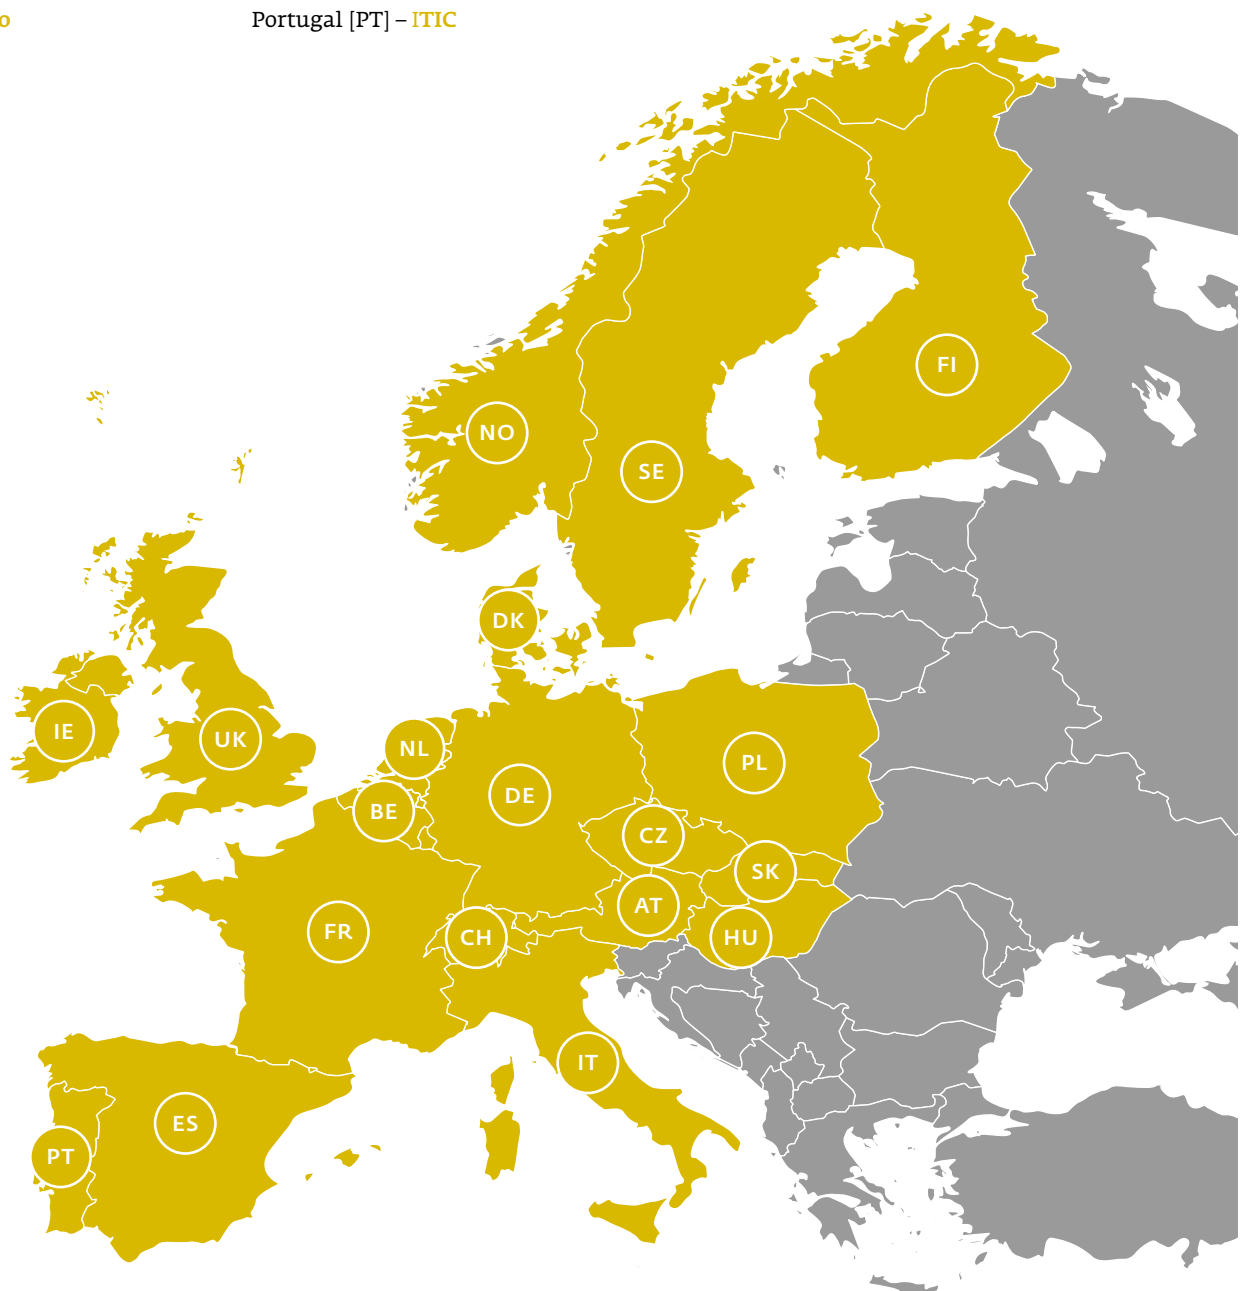 o Portugal [PT] – ITIC
FI
NO
SE
DK
IE
UK
NL
PL
DE
BE
CZ
SK
AT
FR
CH
HU
IT
ES
PT